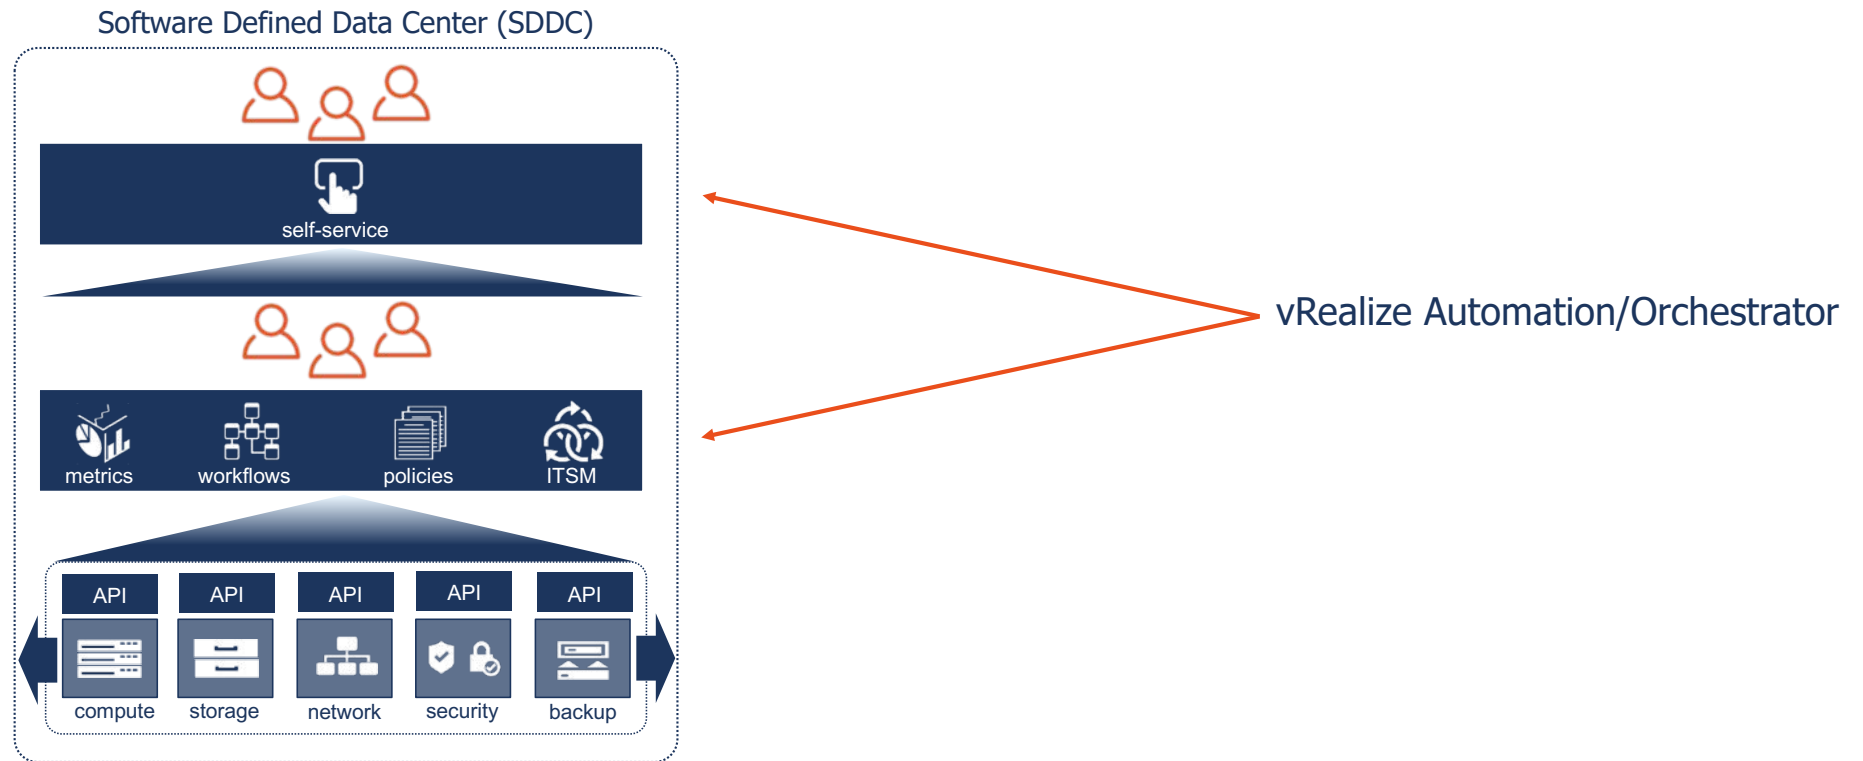 Software Defined Data Center (SDDC)
self-service
vRealize Automation/Orchestrator
metrics workflows policies ITSM
API API API API API
compute storage network security backup